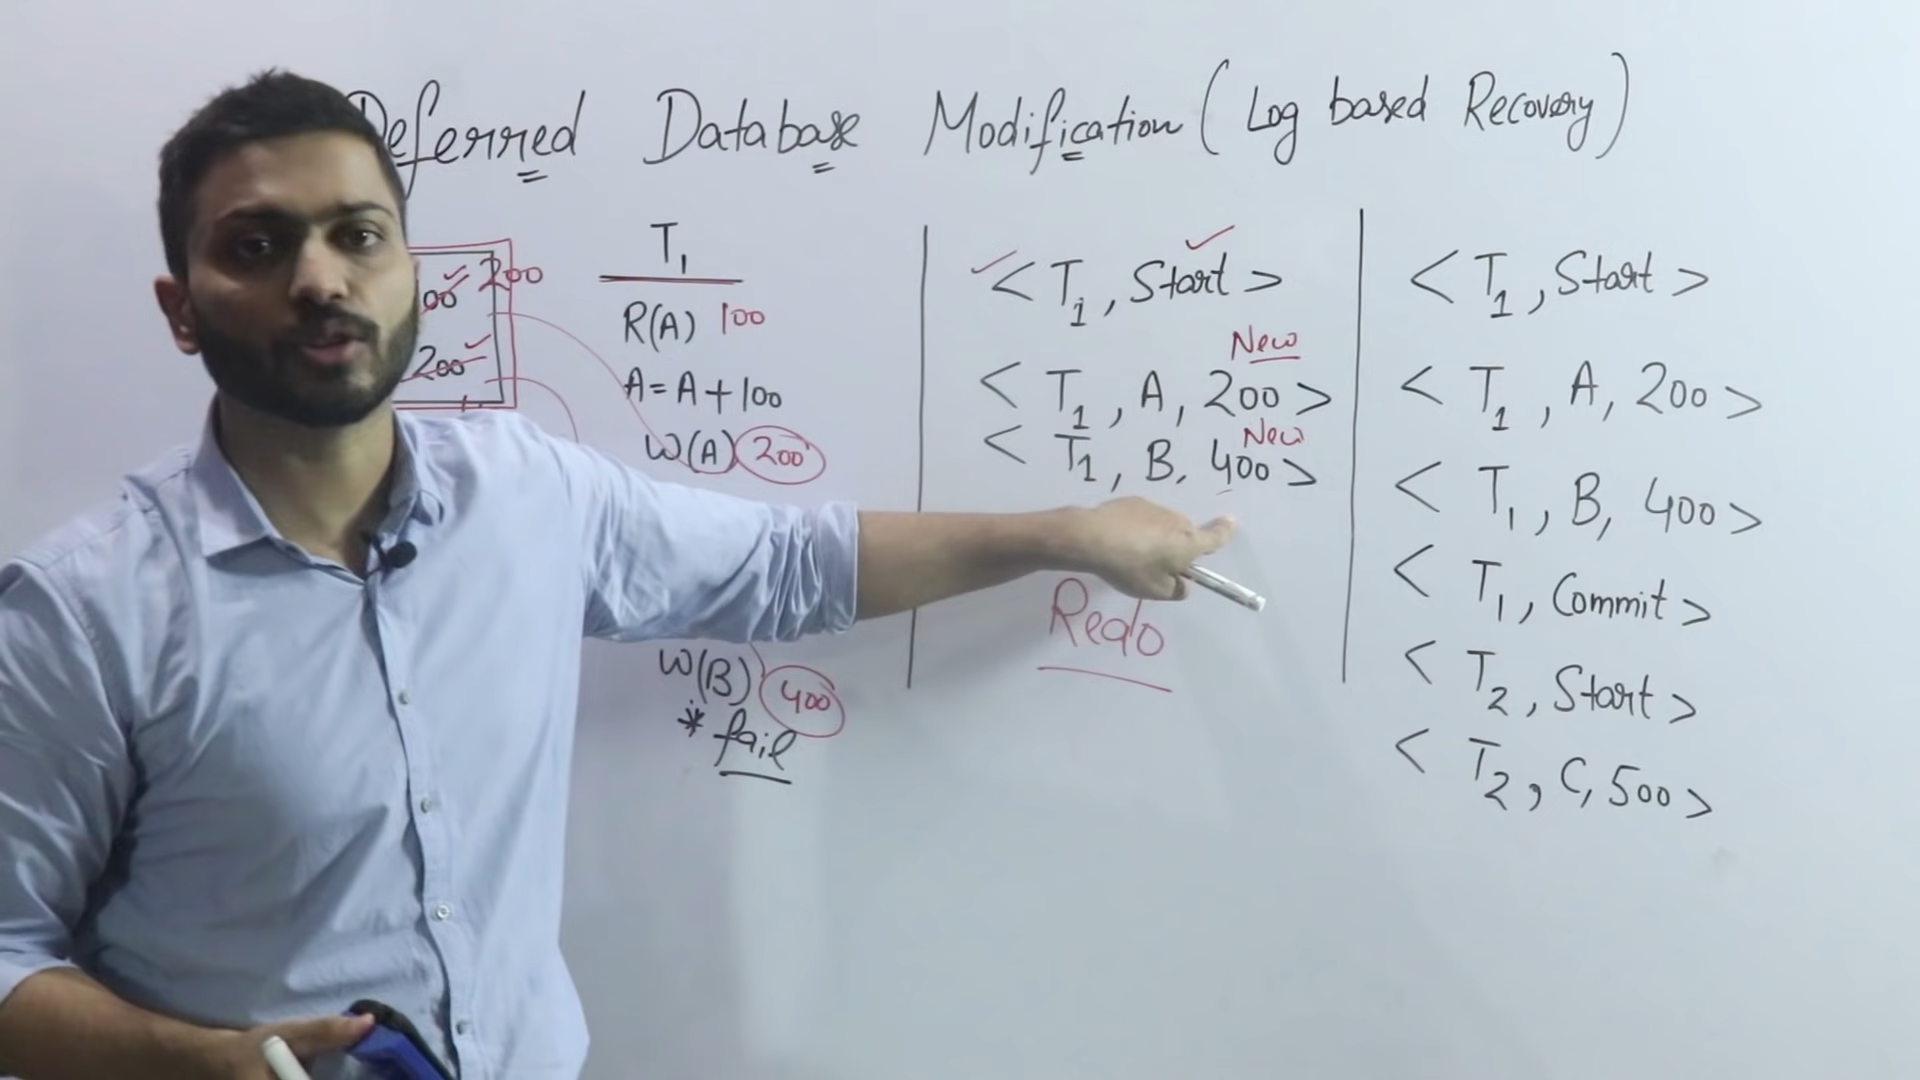 Deferred Database Modification (Log based Recovery)
00 200
200
T1
R(A) 100
A=A+100
W(A) 200
W(B) 400
* fail
<T1, Start>
New
<T1, A, 200>
New
<T1, B, 400>
Redo
<T1, Start>
<T1, A, 200>
<T1, B, 400>
<T1, Commit>
<T2, Start>
<T2, C, 500>